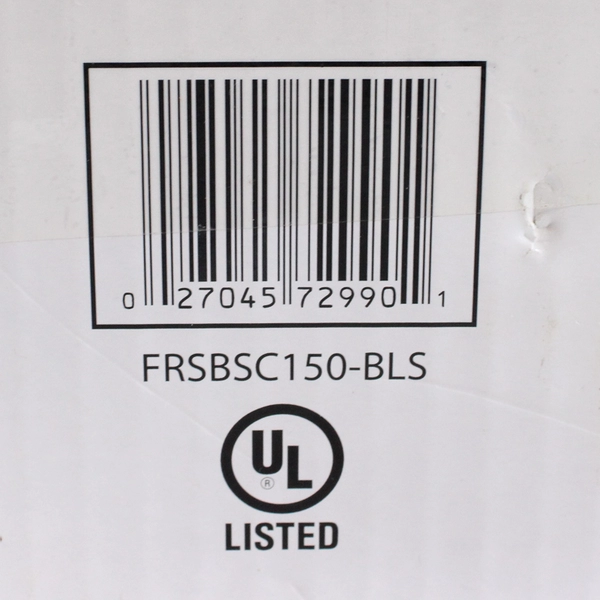 0 27045 72990 1
FRSBSC150-BLS
UL
®
LISTED